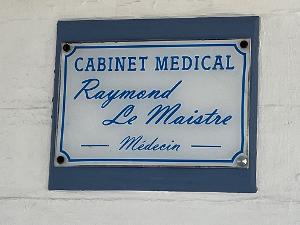 CABINET MEDICAL
Raymond
Le Maistre
Médecin